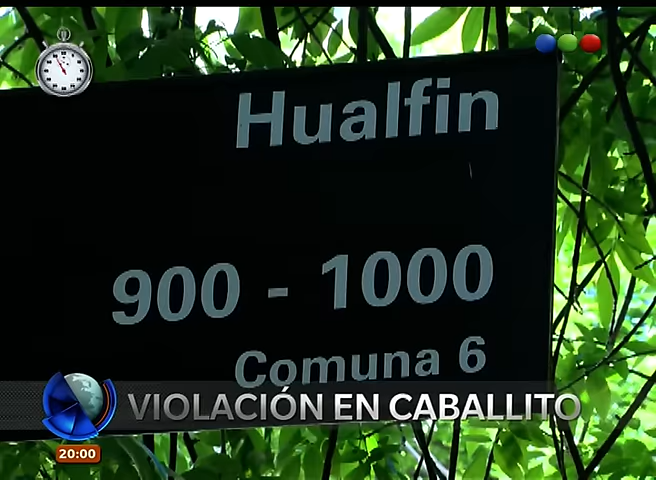 Hualfin
900 - 1000
Comuna 6
VIOLACIÓN EN CABALLITO
20:00